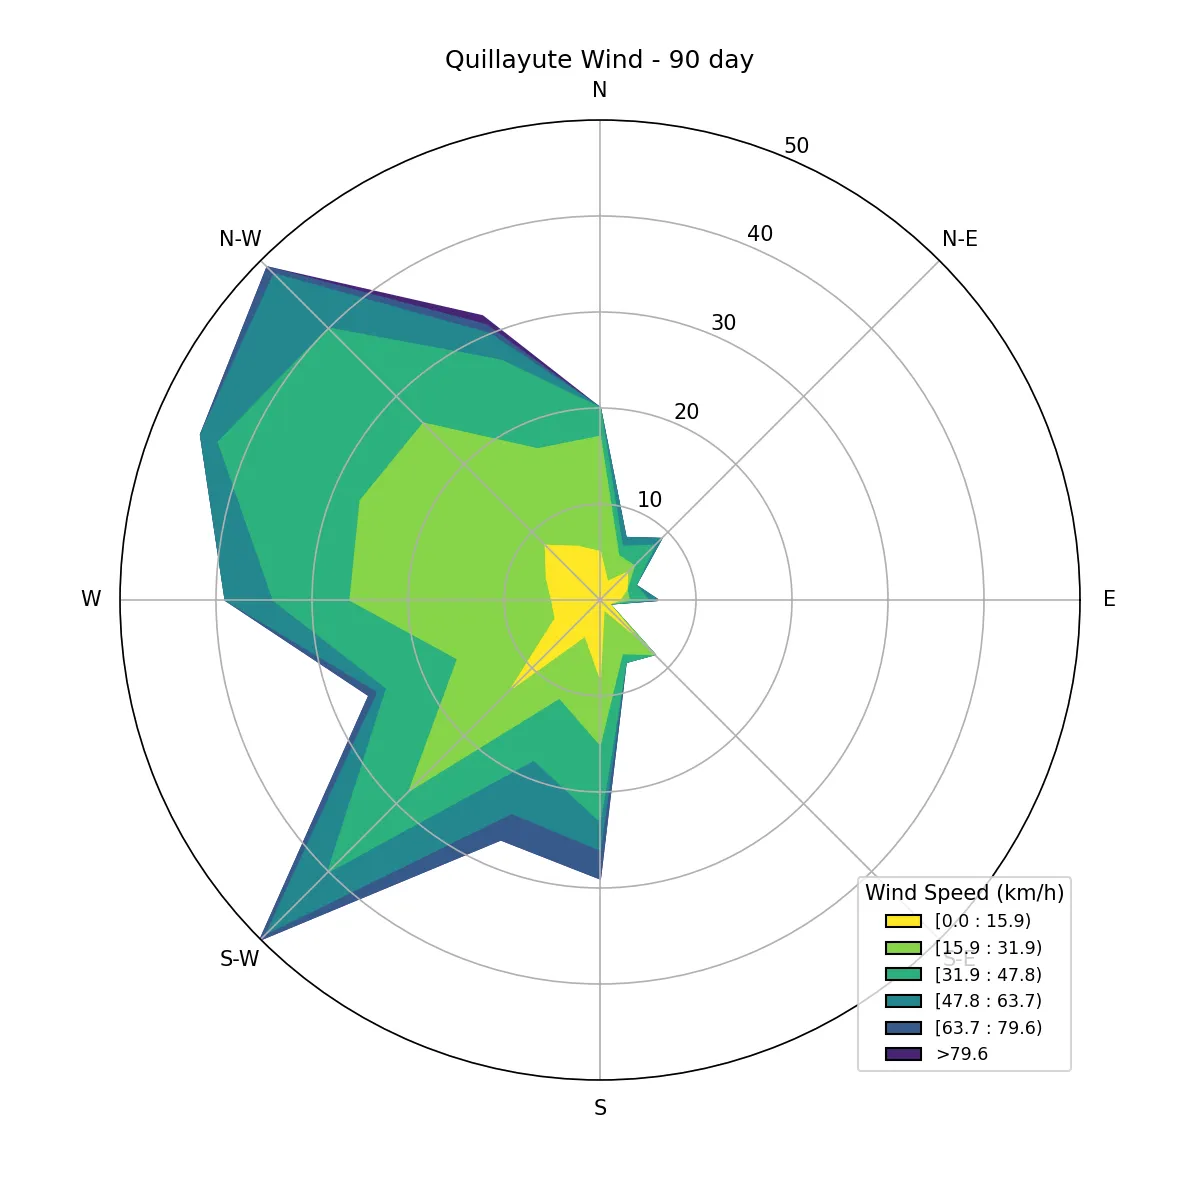 Quillayute Wind - 90 day
N
50
N-W
40
N-E
30
20
10
W
E
S-W
S-E
S
Wind Speed (km/h)
[0.0 : 15.9)
[15.9 : 31.9)
[31.9 : 47.8)
[47.8 : 63.7)
[63.7 : 79.6)
>79.6